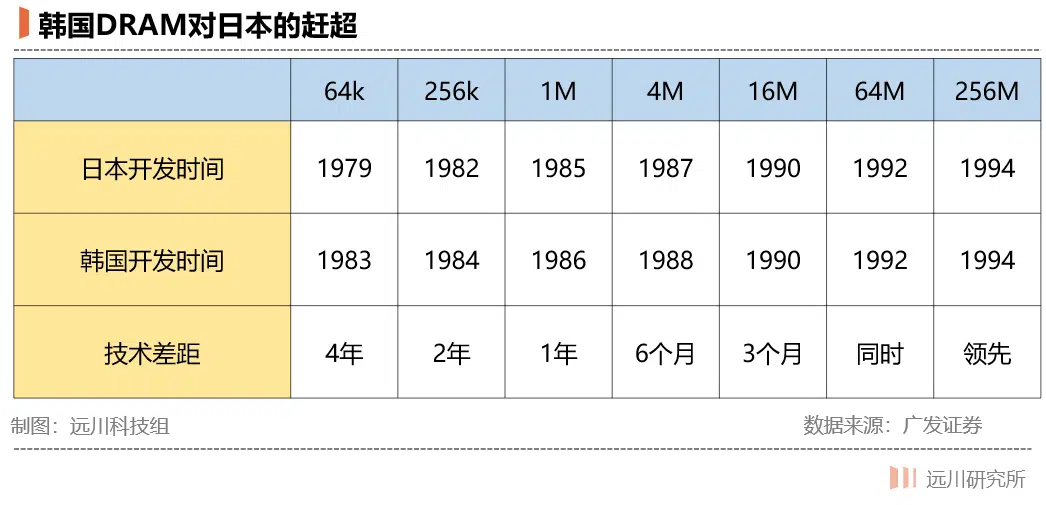 韩国DRAM对日本的赶超
64k 256k 1M 4M 16M 64M 256M
日本开发时间 1979 1982 1985 1987 1990 1992 1994
韩国开发时间 1983 1984 1986 1988 1990 1992 1994
技术差距 4年 2年 1年 6个月 3个月 同时 领先
制图：远川科技组 数据来源：广发证券
远川研究所